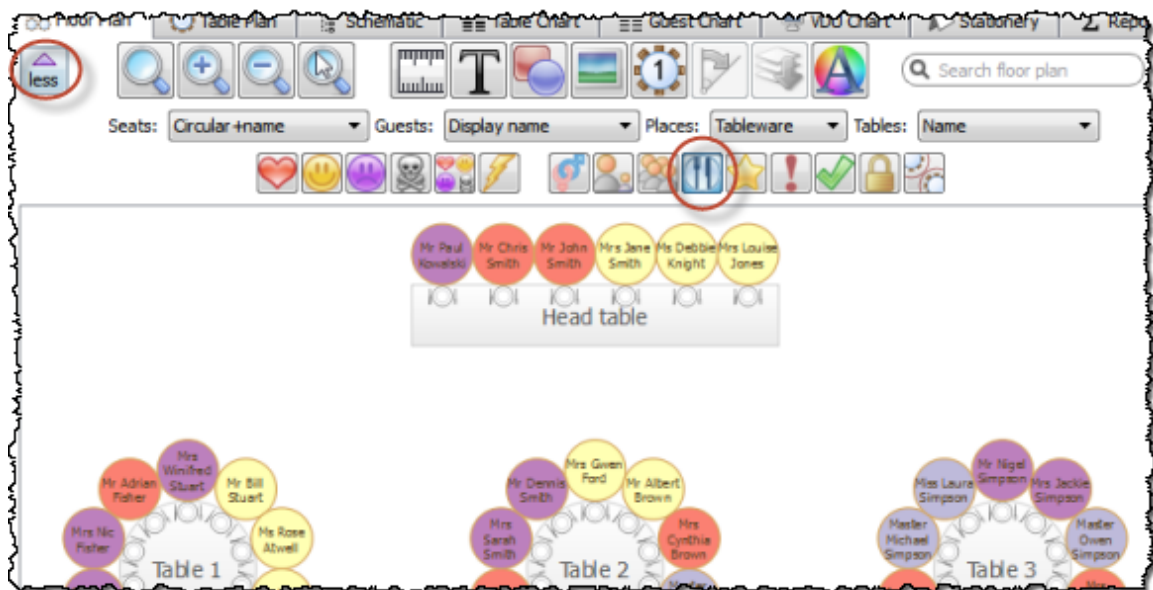 Floor Plan Table Plan Schematic Table Chart Guest Chart VDU Chart Stationery Σ Repo
less T 1 A Search floor plan
Seats: Circular +name Guests: Display name Places: Tableware Tables: Name
Mr Paul
Kowalski
Mr Chris
Smith
Mr John
Smith
Mrs Jane
Smith
Ms Debbie
Knight
Mrs Louise
Jones
Head table
Mrs
Winifred
Stuart
Mr Adrian
Fisher
Mr Bill
Stuart
Mrs Nic
Fisher
Ms Rose
Atwell
Table 1
Mrs Gwen
Ford
Mr Dennis
Smith
Mr Albert
Brown
Mrs
Sarah
Smith
Mrs
Cynthia
Brown
Master
Table 2
Mr Nigel
Simpson
Miss Laura
Simpson
Mrs Jackie
Simpson
Master
Michael
Simpson
Master
Owen
Simpson
Mrs
Table 3